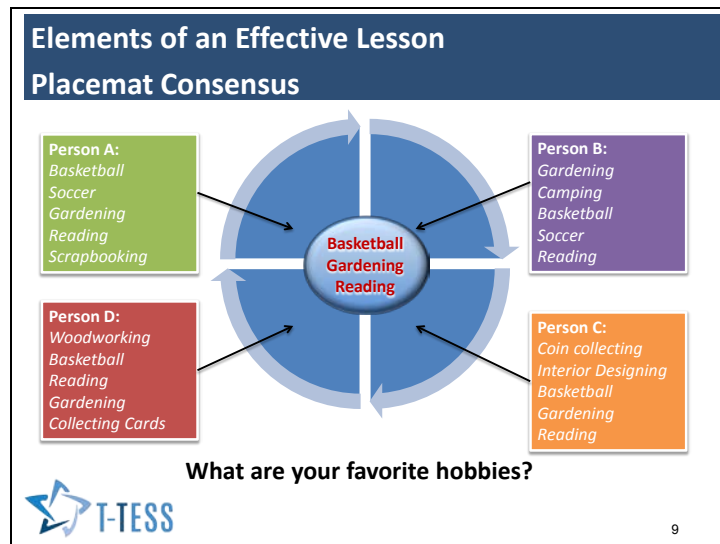 Elements of an Effective Lesson
Placemat Consensus
Person A:
Basketball
Soccer
Gardening
Reading
Scrapbooking
Person B:
Gardening
Camping
Basketball
Soccer
Reading
Basketball
Gardening
Reading
Person D:
Woodworking
Basketball
Reading
Gardening
Collecting Cards
Person C:
Coin collecting
Interior Designing
Basketball
Gardening
Reading
What are your favorite hobbies?
T-TESS
9